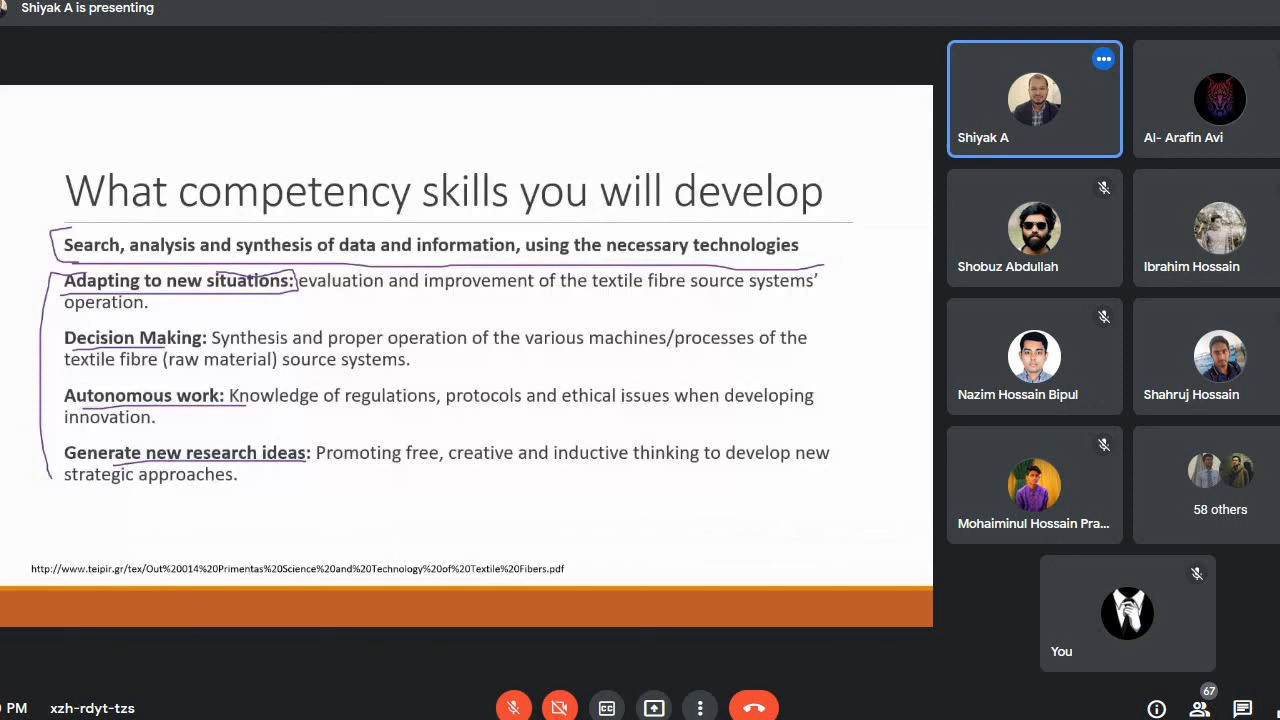 Shiyak A is presenting
What competency skills you will develop
Search, analysis and synthesis of data and information, using the necessary technologies
Adapting to new situations: evaluation and improvement of the textile fibre source systems’
operation.
Decision Making: Synthesis and proper operation of the various machines/processes of the
textile fibre (raw material) source systems.
Autonomous work: Knowledge of regulations, protocols and ethical issues when developing
innovation.
Generate new research ideas: Promoting free, creative and inductive thinking to develop new
strategic approaches.
http://www.teipir.gr/tex/Out%20014%20Primentas%20Science%20and%20Technology%20of%20Textile%20Fibers.pdf
Shiyak A
Al- Arafin Avi
Shobuz Abdullah
Ibrahim Hossain
Nazim Hossain Bipul
Shahruj Hossain
Mohaiminul Hossain Pra...
58 others
You
PM
xzh-rdyt-tzs
CC
67